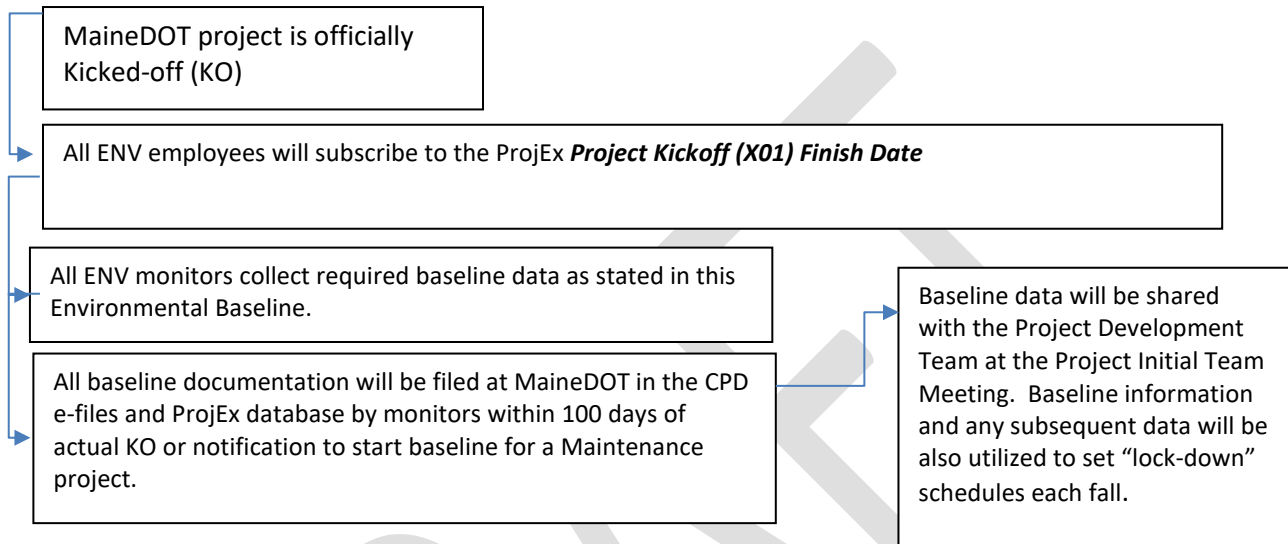 MaineDOT project is officially
Kicked-off (KO)
All ENV employees will subscribe to the ProjEx Project Kickoff (X01) Finish Date
All ENV monitors collect required baseline data as stated in this
Environmental Baseline.
All baseline documentation will be filed at MaineDOT in the CPD
e-files and ProjEx database by monitors within 100 days of
actual KO or notification to start baseline for a Maintenance
project.
Baseline data will be shared
with the Project Development
Team at the Project Initial Team
Meeting.  Baseline information
and any subsequent data will be
also utilized to set “lock-down”
schedules each fall.